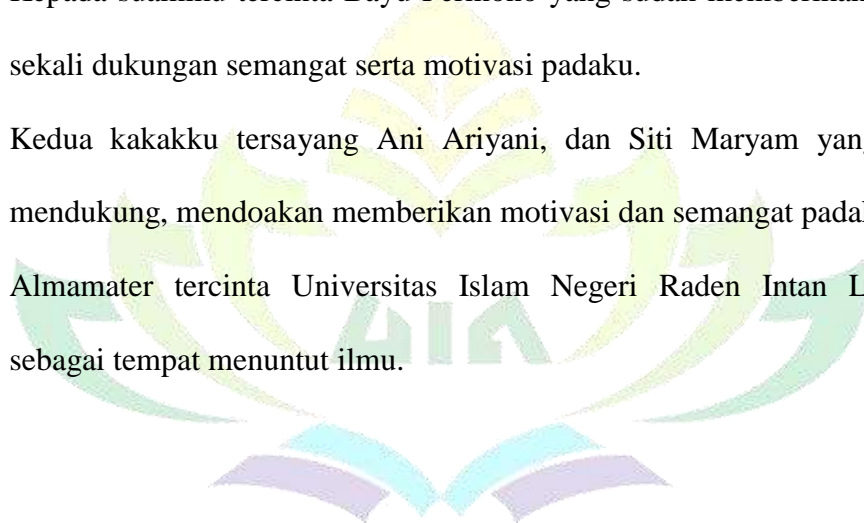 sekali dukungan semangat serta motivasi padaku.
Kedua kakakku tersayang Ani Ariyani, dan Siti Maryam yang
mendukung, mendoakan memberikan motivasi dan semangat
Almamater tercinta Universitas Islam Negeri Raden Intan
sebagai tempat menuntut ilmu.